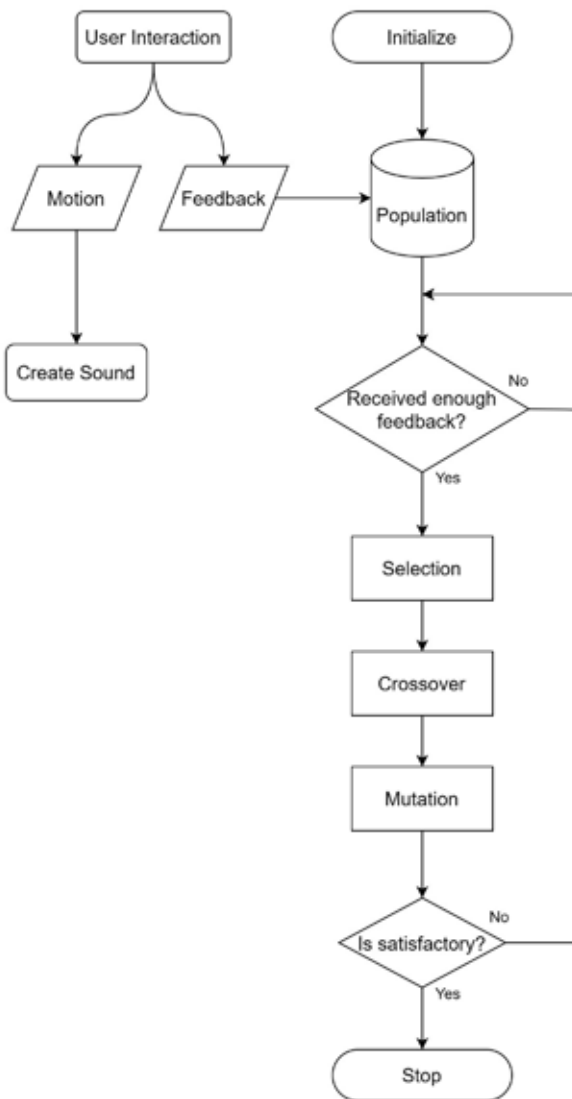 User Interaction
Initialize
Motion
Feedback
Population
Create Sound
Received enough
feedback?
No
Yes
Selection
Crossover
Mutation
Is satisfactory?
No
Yes
Stop